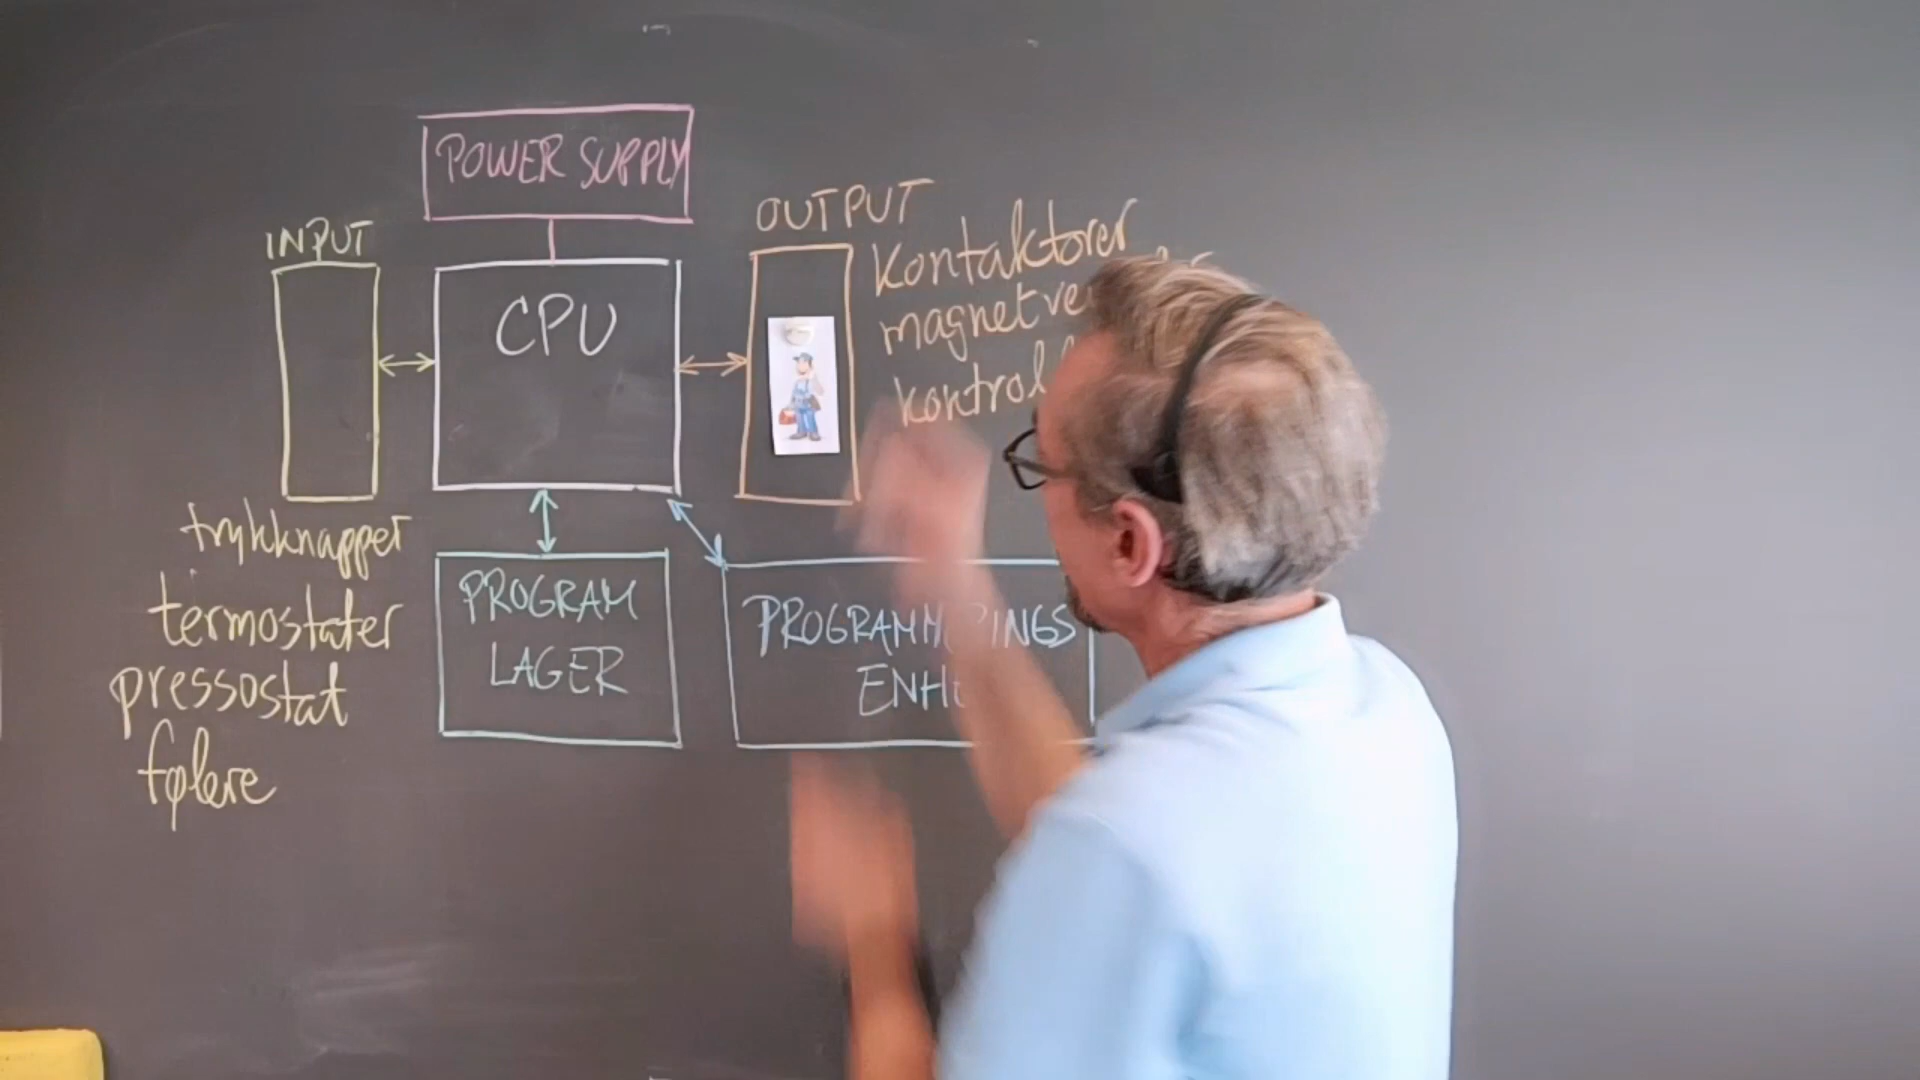 POWER SUPPLY
INPUT
CPU
OUTPUT
Kontaktorer
trykknapper
termostater
pressostat
følere
PROGRAM
LAGER